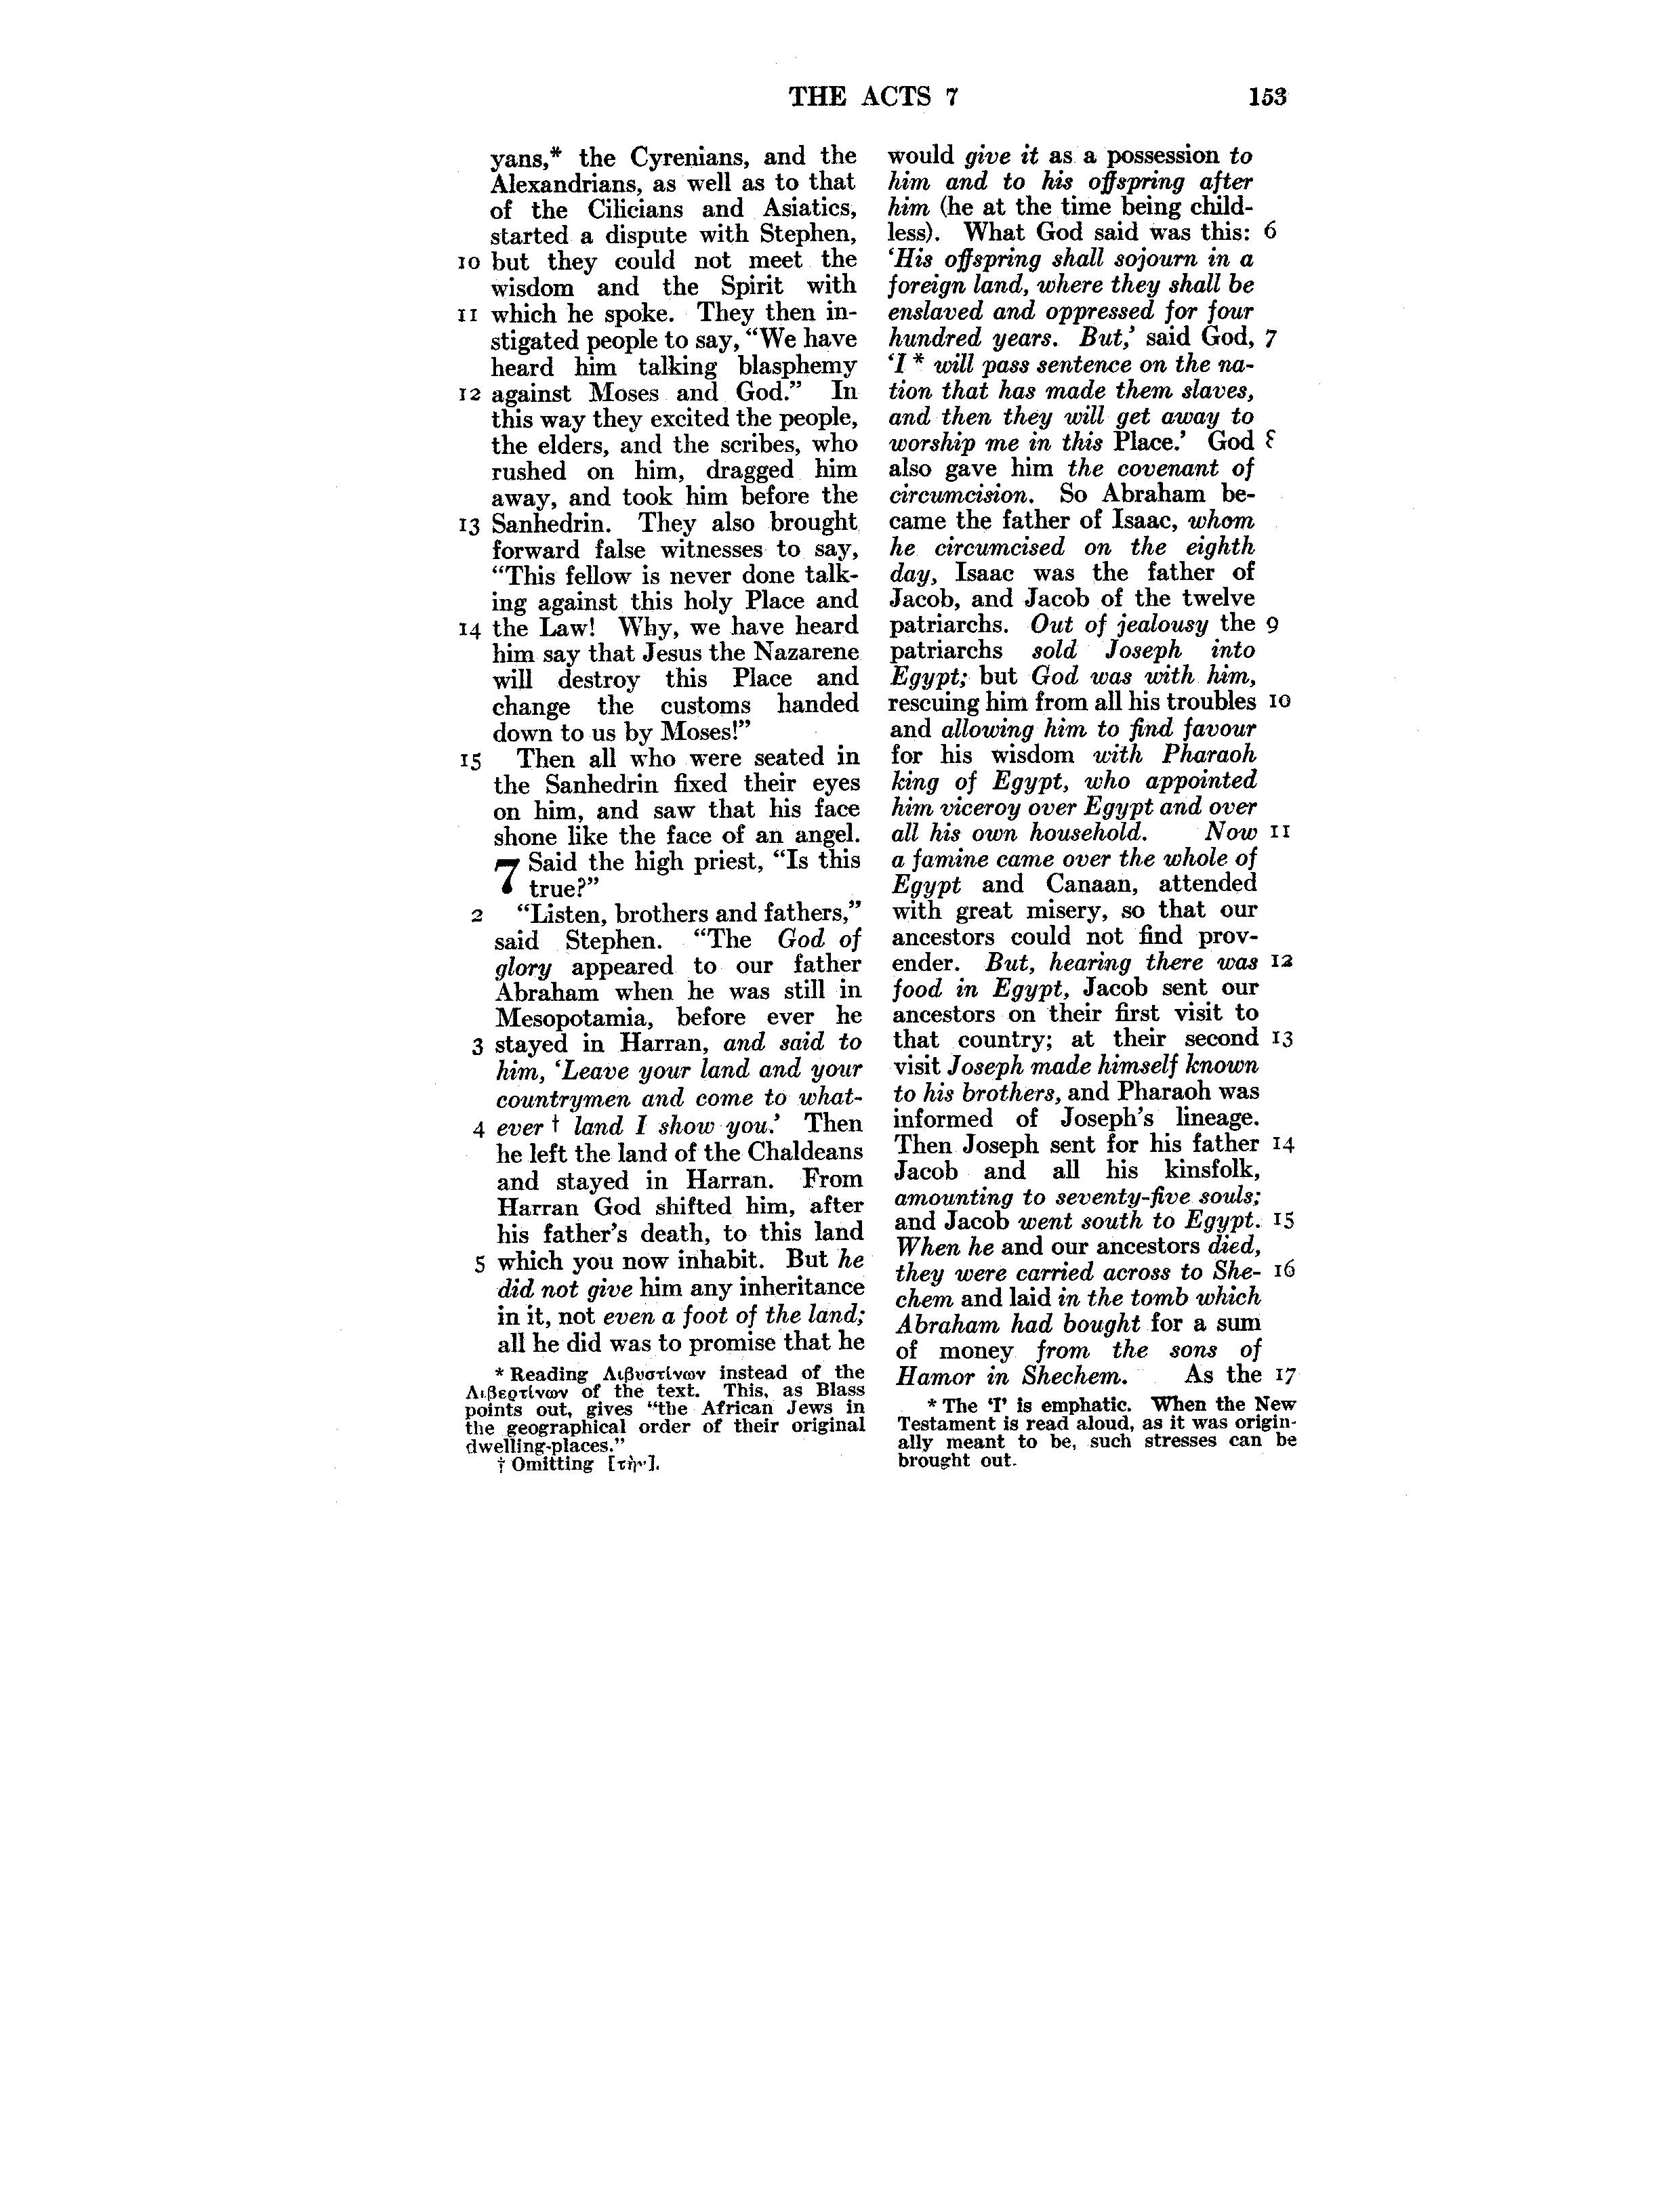 THE ACTS 7 153
yans,* the Cyrenians, and the
Alexandrians, as well as to that
of the Cilicians and Asiatics,
started a dispute with Stephen,
10 but they could not meet the
wisdom and the Spirit with
11 which he spoke. They then in-
stigated people to say, “We have
heard him talking blasphemy
12 against Moses and God.” In
this way they excited the people,
the elders, and the scribes, who
rushed on him, dragged him
away, and took him before the
13 Sanhedrin. They also brought
forward false witnesses to say,
“This fellow is never done talk-
ing against this holy Place and
14 the Law! Why, we have heard
him say that Jesus the Nazarene
will destroy this Place and
change the customs handed
down to us by Moses!”
15 Then all who were seated in
the Sanhedrin fixed their eyes
on him, and saw that his face
shone like the face of an angel.
7 Said the high priest, “Is this
true?”
2 “Listen, brothers and fathers,”
said Stephen. “The God of
glory appeared to our father
Abraham when he was still in
Mesopotamia, before ever he
3 stayed in Harran, and said to
him, ‘Leave your land and your
countrymen and come to what-
4 ever † land I show you.’ Then
he left the land of the Chaldeans
and stayed in Harran. From
Harran God shifted him, after
his father’s death, to this land
5 which you now inhabit. But he
did not give him any inheritance
in it, not even a foot of the land;
all he did was to promise that he
* Reading Λιβυστίνων instead of the
Λιβερτίνων of the text. This, as Blass
points out, gives “the African Jews in
the geographical order of their original
dwelling-places.”
† Omitting [τὴν].
would give it as a possession to
him and to his offspring after
him (he at the time being child-
less). What God said was this: 6
‘His offspring shall sojourn in a
foreign land, where they shall be
enslaved and oppressed for four
hundred years. But,’ said God, 7
‘I * will pass sentence on the na-
tion that has made them slaves,
and then they will get away to
worship me in this Place.’ God 8
also gave him the covenant of
circumcision. So Abraham be-
came the father of Isaac, whom
he circumcised on the eighth
day, Isaac was the father of
Jacob, and Jacob of the twelve
patriarchs. Out of jealousy the 9
patriarchs sold Joseph into
Egypt; but God was with him,
rescuing him from all his troubles 10
and allowing him to find favour
for his wisdom with Pharaoh
king of Egypt, who appointed
him viceroy over Egypt and over
all his own household. Now 11
a famine came over the whole of
Egypt and Canaan, attended
with great misery, so that our
ancestors could not find prov-
ender. But, hearing there was 12
food in Egypt, Jacob sent our
ancestors on their first visit to
that country; at their second 13
visit Joseph made himself known
to his brothers, and Pharaoh was
informed of Joseph’s lineage.
Then Joseph sent for his father 14
Jacob and all his kinsfolk,
amounting to seventy-five souls;
and Jacob went south to Egypt. 15
When he and our ancestors died,
they were carried across to She- 16
chem and laid in the tomb which
Abraham had bought for a sum
of money from the sons of
Hamor in Shechem. As the 17
* The ‘I’ is emphatic. When the New
Testament is read aloud, as it was origin-
ally meant to be, such stresses can be
brought out.